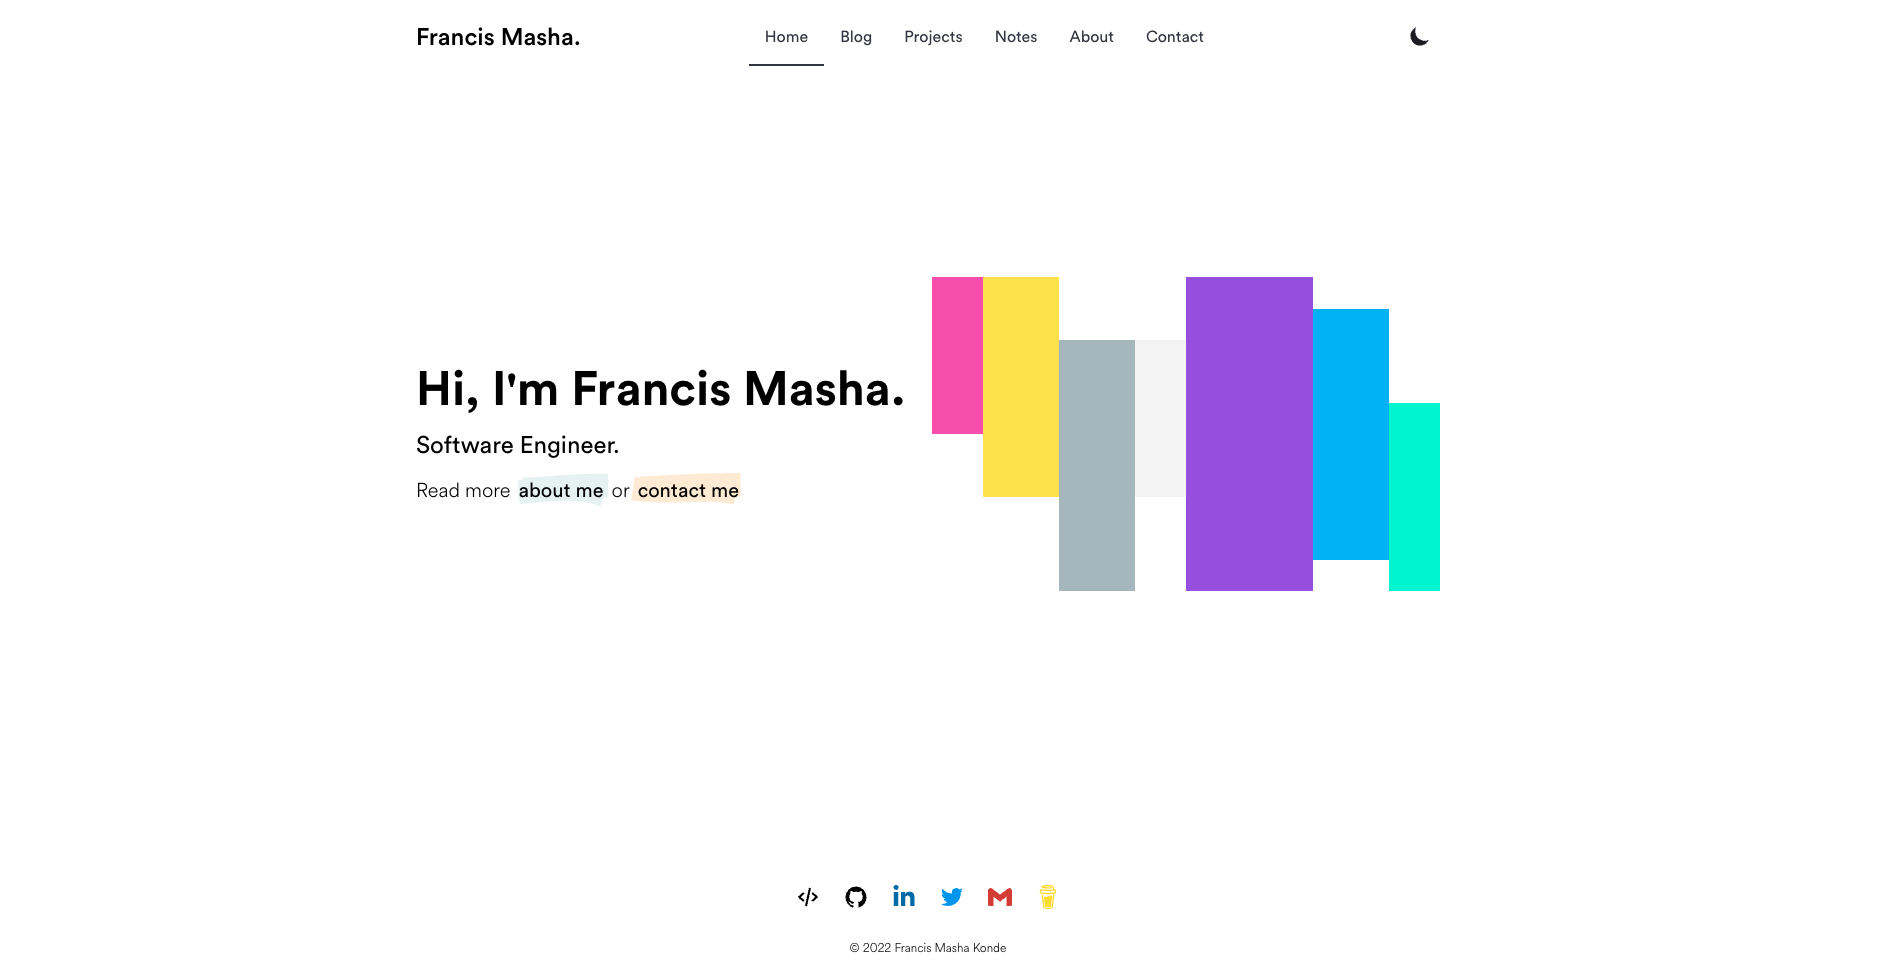 Francis Masha.
Home Blog Projects Notes About Contact
Hi, I'm Francis Masha.
Software Engineer.
Read more about me or contact me
© 2022 Francis Masha Konde